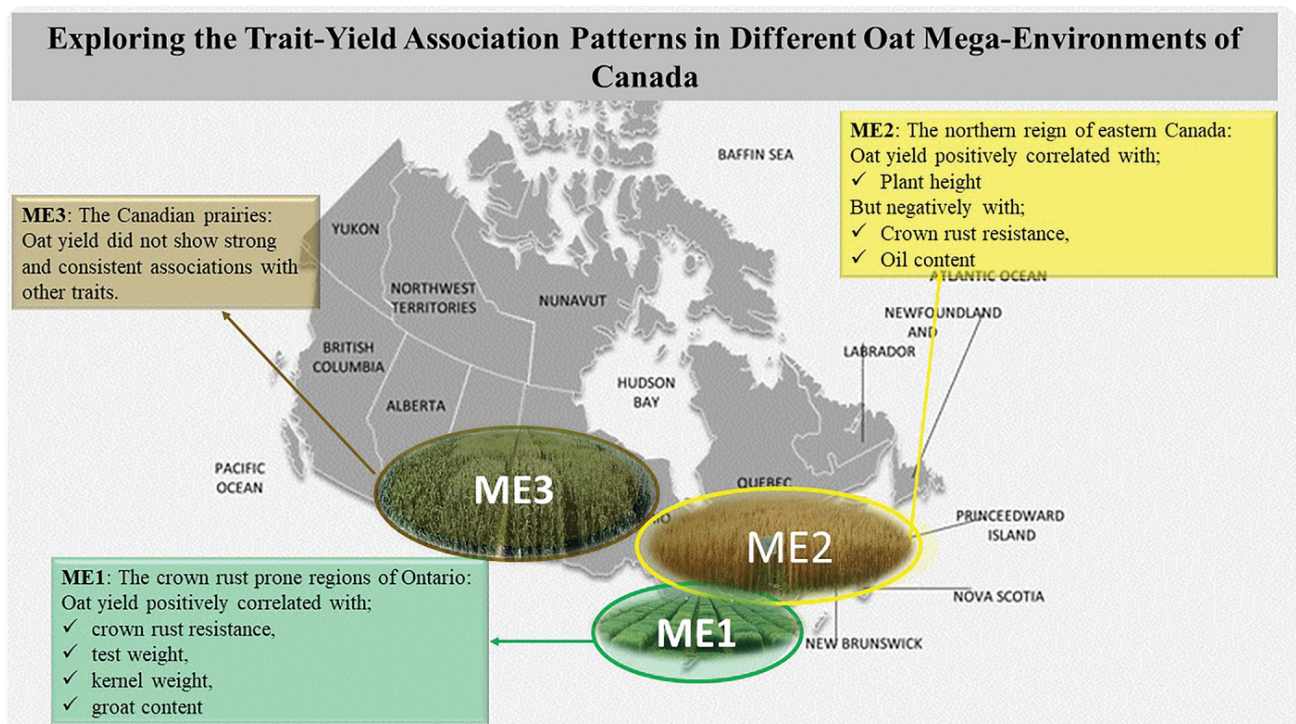 Exploring the Trait-Yield Association Patterns in Different Oat Mega-Environments of
Canada
ME2: The northern reign of eastern Canada:
Oat yield positively correlated with;
✓ Plant height
But negatively with;
✓ Crown rust resistance,
✓ Oil content
BAFFIN SEA
ME3: The Canadian prairies:
Oat yield did not show strong
and consistent associations with
other traits.
YUKON
NORTHWEST
TERRITORIES
NUNAVUT
ATLANTIC OCEAN
NEWFOUNDLAND
AND
LABRADOR
BRITISH
COLUMBIA
ALBERTA
HUDSON
BAY
PACIFIC
OCEAN
ME3
QUEBEC
ME2
PRINCEEDWARD
ISLAND
NOVA SCOTIA
NEW BRUNSWICK
ME1
ME1: The crown rust prone regions of Ontario:
Oat yield positively correlated with;
✓ crown rust resistance,
✓ test weight,
✓ kernel weight,
✓ groat content